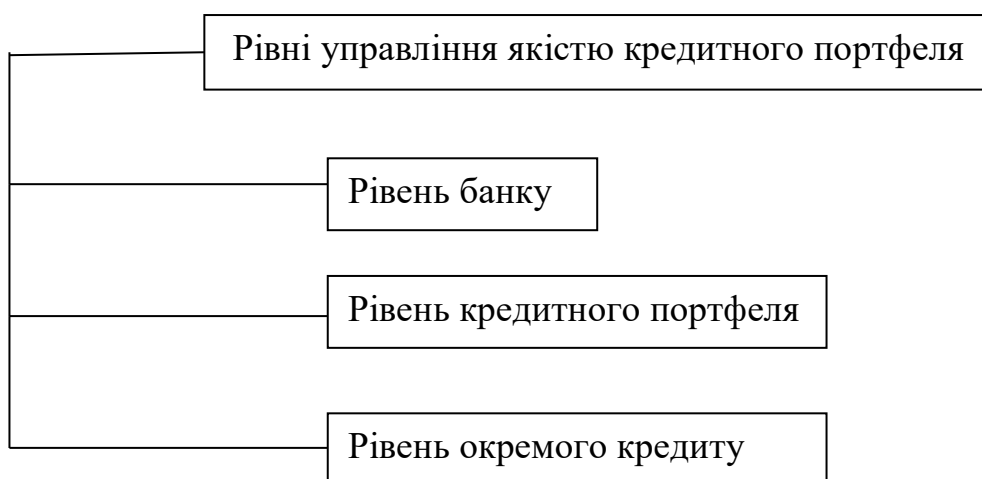 Рівні управління якістю кредитного портфеля
Рівень банку
Рівень кредитного портфеля
Рівень окремого кредиту